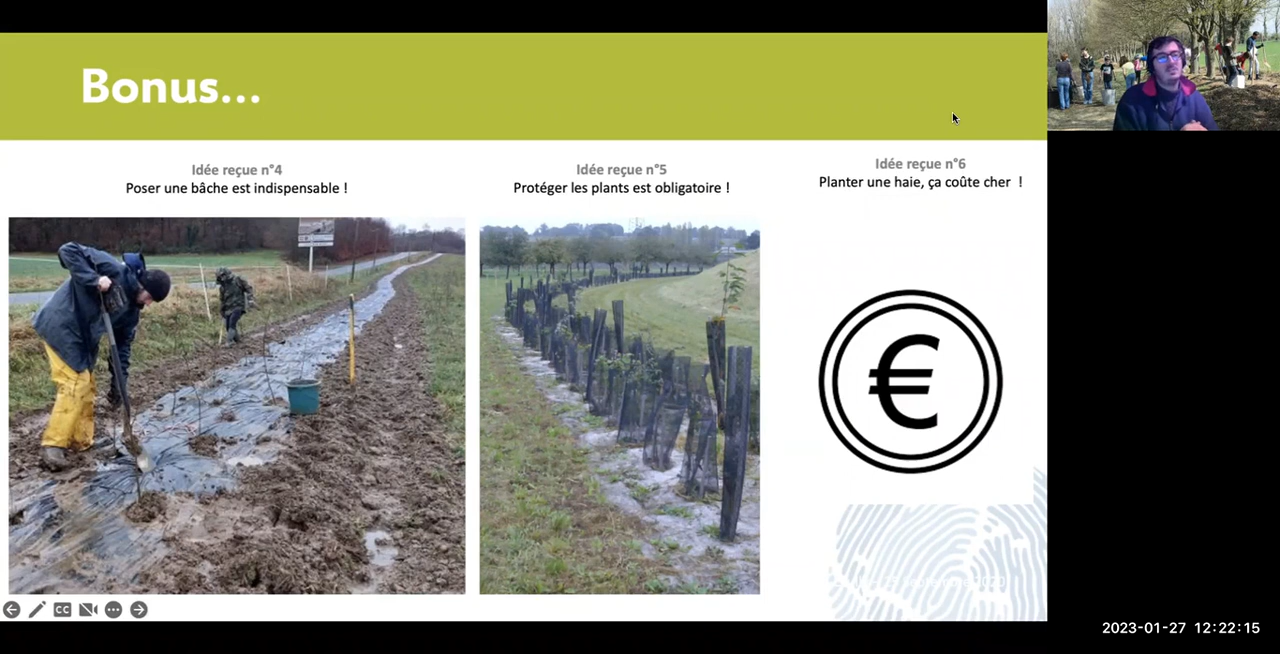 Bonus...
Idée reçue n°4
Poser une bâche est indispensable !
Idée reçue n°5
Protéger les plants est obligatoire !
Idée reçue n°6
Planter une haie, ça coûte cher !
€
CC
2023-01-27 12:22:15